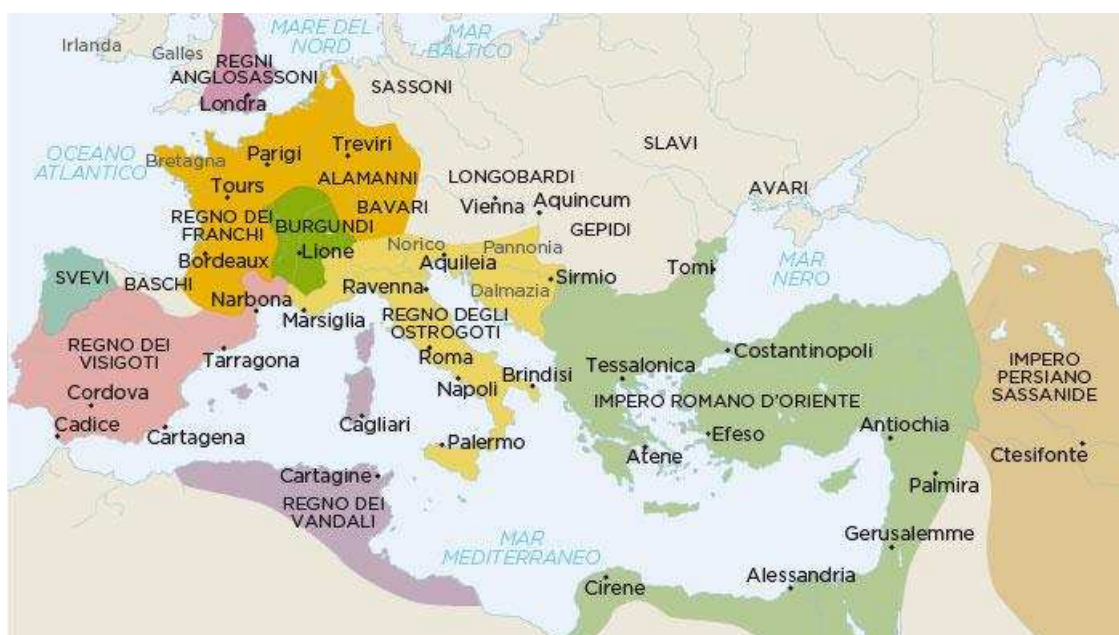 MARE DEL
NORD
MAR
BALTICO
Irlanda
Galles
REGNI
ANGLOSASSONI
Londra
SASSONI
OCEANO
ATLANTICO
Bretagna
Parigi
Treviri
SLAVI
Tours
ALAMANNI
LONGOBARDI
AVARI
BAVARI
Vienna
Aquincum
REGNO DEI
FRANCHI
BURGUNDI
GEPIDI
Lione
Norico
Pannonia
Bordeaux
Aquileia
Tomi
MAR
NERO
SVEVI
BASCHI
Ravenna
Sirmio
Dalmazia
Narbona
Marsiglia
REGNO DEGLI
OSTROGOTI
REGNO DEI
VISIGOTI
Tarragona
Roma
Costantinopoli
Tessalonica
IMPERO
PERSIANO
SASSANIDE
Cordova
Napoli
Brindisi
IMPERO ROMANO D'ORIENTE
Cadice
Cartagena
Cagliari
Palermo
Atene
Efeso
Antiochia
Ctesifonte
Cartagine
Palmira
REGNO DEI
VANDALI
MAR
MEDITERRANEO
Gerusalemme
Cirene
Alessandria